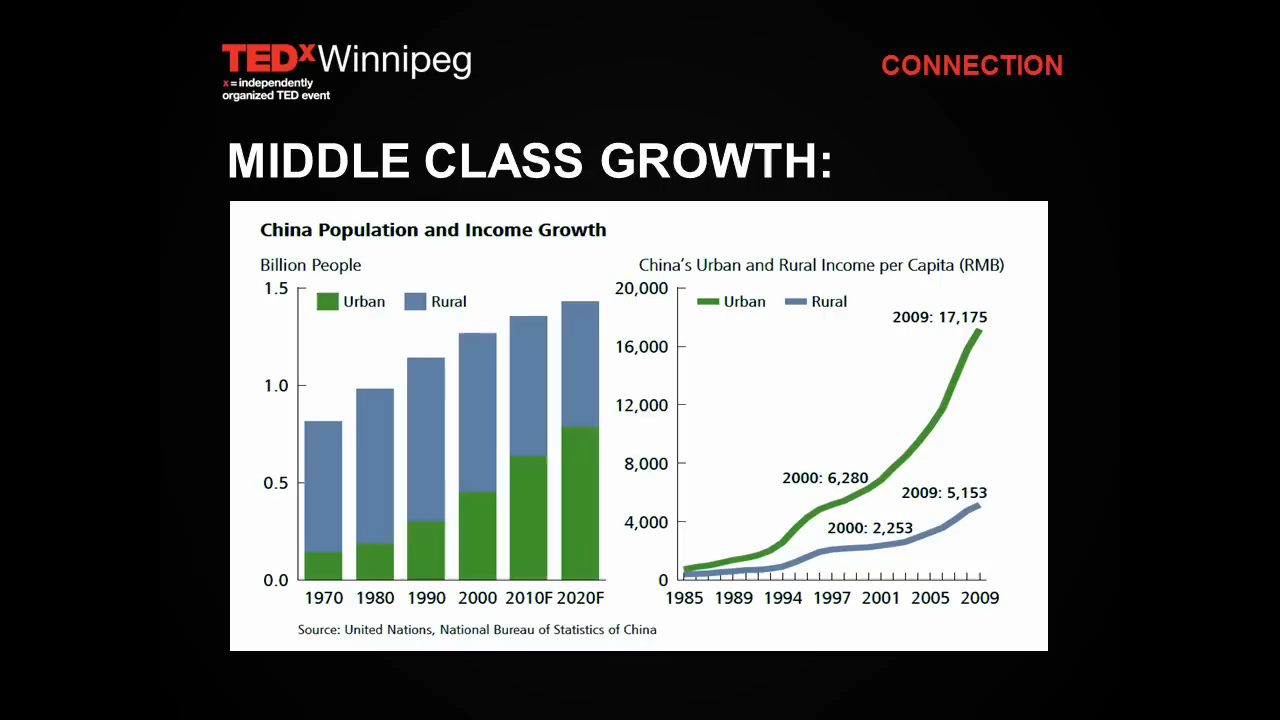 TEDxWinnipeg
x = independently
organized TED event
CONNECTION
MIDDLE CLASS GROWTH:
China Population and Income Growth
Billion People
1.5
Urban
Rural
1.0
0.5
0.0
1970 1980 1990 2000 2010F 2020F
China's Urban and Rural Income per Capita (RMB)
20,000
Urban
Rural
2009: 17,175
16,000
12,000
8,000
2000: 6,280
2009: 5,153
4,000
2000: 2,253
0
1985 1989 1994 1997 2001 2005 2009
Source: United Nations, National Bureau of Statistics of China